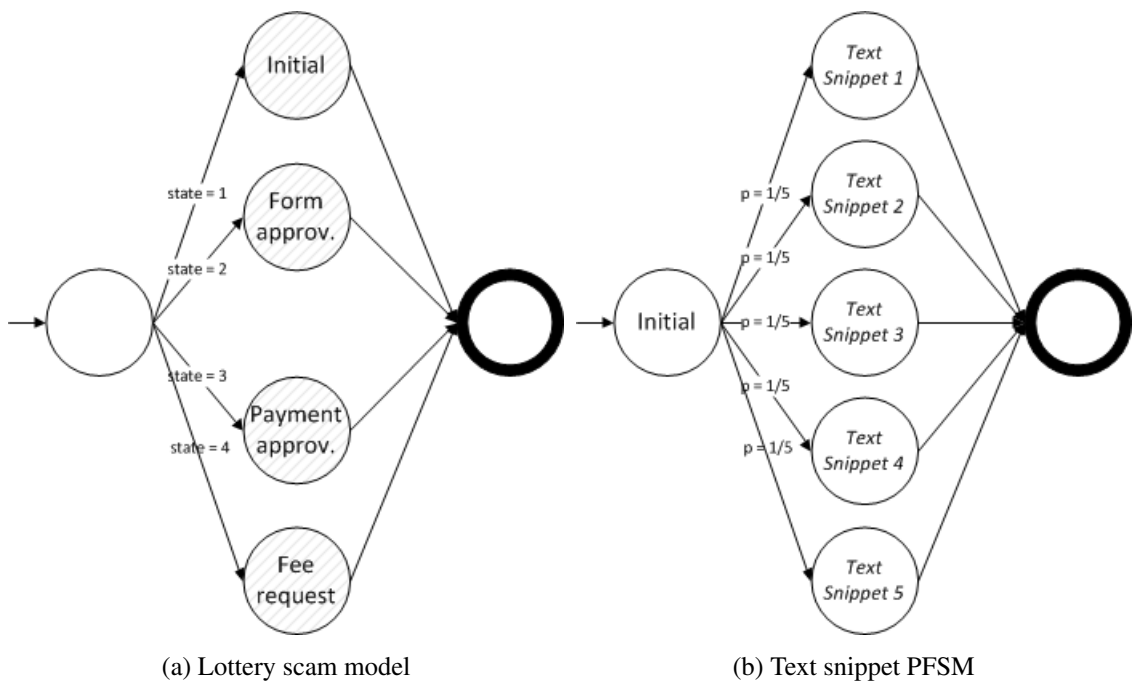 Initial
state = 1
Form
approv.
state = 2
state = 3
Payment
approv.
state = 4
Fee
request
(a) Lottery scam model
Text
Snippet 1
p = 1/5
Text
Snippet 2
p = 1/5
Initial
p = 1/5
Text
Snippet 3
p = 1/5
Text
Snippet 4
p = 1/5
Text
Snippet 5
(b) Text snippet PFSM